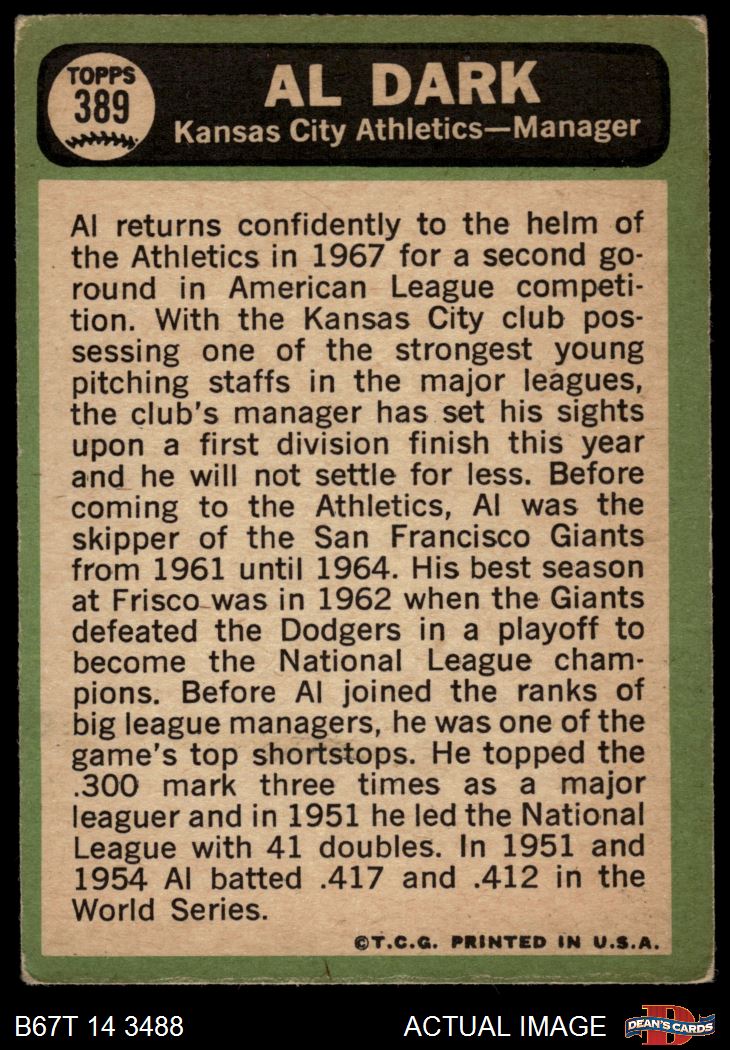 TOPPS
389
AL DARK
Kansas City Athletics—Manager
Al returns confidently to the helm of
the Athletics in 1967 for a second go-
round in American League competi-
tion. With the Kansas City club pos-
sessing one of the strongest young
pitching staffs in the major leagues,
the club's manager has set his sights
upon a first division finish this year
and he will not settle for less. Before
coming to the Athletics, Al was the
skipper of the San Francisco Giants
from 1961 until 1964. His best season
at Frisco was in 1962 when the Giants
defeated the Dodgers in a playoff to
become the National League cham-
pions. Before Al joined the ranks of
big league managers, he was one of the
game's top shortstops. He topped the
.300 mark three times as a major
leaguer and in 1951 he led the National
League with 41 doubles. In 1951 and
1954 Al batted .417 and .412 in the
World Series.
©T.C.G. PRINTED IN U.S.A.
B67T 14 3488
ACTUAL IMAGE
D
DEAN'S CARDS